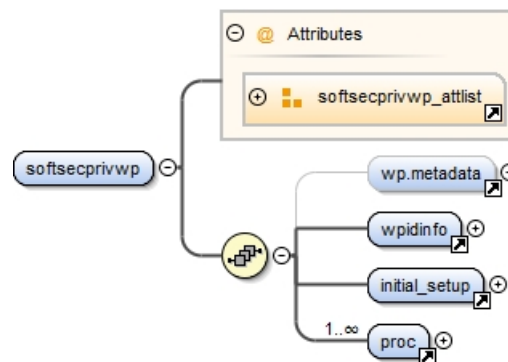 @ Attributes
softsecprivwp_attlist
softsecprivwp
wp.metadata
wpidinfo
initial_setup
1..∞
proc